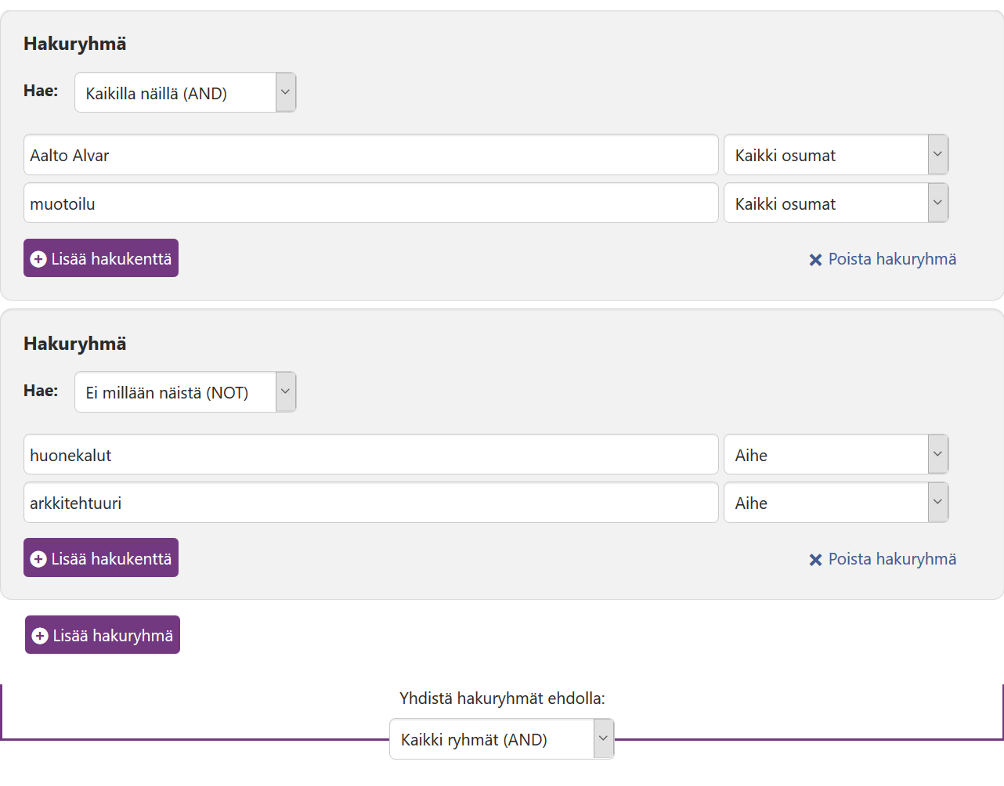 Hakuryhmä
Hae: Kaikilla näillä (AND)
Aalto Alvar Kaikki osumat
muotoilu Kaikki osumat
Lisää hakukenttä Poista hakuryhmä
Hakuryhmä
Hae: Ei millään näistä (NOT)
huonekalut Aihe
arkkitehtuuri Aihe
Lisää hakukenttä Poista hakuryhmä
Lisää hakuryhmä
Yhdistä hakuryhmät ehdolla:
Kaikki ryhmät (AND)